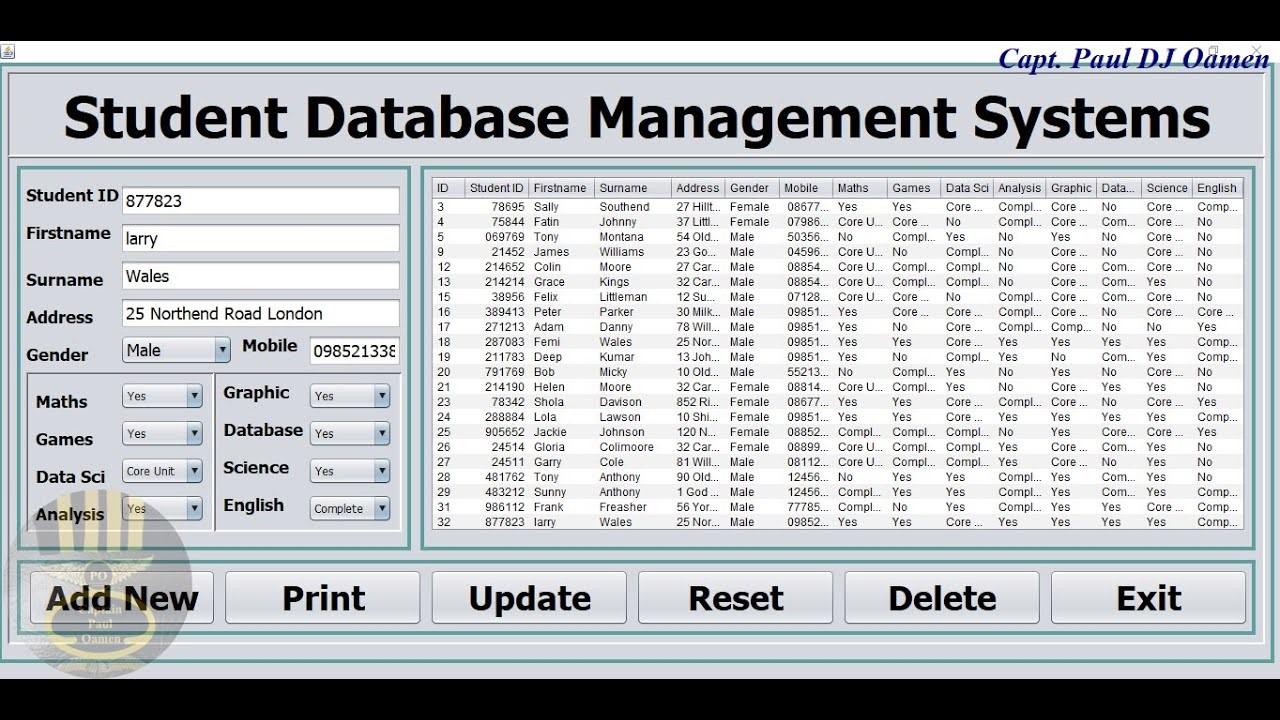 Capt. Paul DJ Oamen
Student Database Management Systems
Student ID 877823
Firstname larry
Surname Wales
Address 25 Northend Road London
Gender Male Mobile 098521338
Maths Yes Graphic Yes
Games Yes Database Yes
Data Sci Core Unit Science Yes
Analysis Yes English Complete
ID Student ID Firstname Surname Address Gender Mobile Maths Games Data Sci Analysis Graphic Data... Science English
3 78695 Sally Southend 27 Hillt... Female 08677... Yes Yes Core ... Compl... Core ... No Core ... Comp...
4 75844 Fatin Johnny 37 Littl... Female 07986... Core U... Core ... No Compl... Core ... Com... Core ... No
5 069769 Tony Montana 54 Old... Male 50356... No Compl... Yes No Yes No Core ... No
9 21452 James Williams 23 Go... Male 04596... Core U... No Compl... No Core ... Com... Core ... No
12 214652 Colin Moore 27 Car... Male 08854... Core U... Compl... Compl... No Core ... Com... Core ... No
13 214214 Grace Kings 32 Car... Male 08854... Core U... Compl... Compl... No Core ... Com... Yes No
15 38956 Felix Littleman 12 Su... Male 07128... Core U... Core ... No Compl... Core ... Com... Core ... No
16 389413 Peter Parker 30 Milk... Male 09851... Yes Core ... Yes Compl... Core ... No Core ... No
17 271213 Adam Danny 78 Will... Male 09851... Yes No Core ... Compl... Comp... No No Yes
18 287083 Femi Wales 25 Nor... Male 09851... Yes Yes Core ... Yes Yes Yes Yes Comp...
19 211783 Deep Kumar 13 Joh... Male 09851... Yes No Compl... Yes No Com... Core ... No
20 791769 Bob Micky 10 Old... Male 55213... No Compl... Yes No Yes No Core ... No
21 214190 Helen Moore 32 Car... Female 08814... Core U... Compl... Yes No Core ... Yes Yes No
23 78342 Shola Davison 852 Ri... Female 08677... Yes Yes Core ... Compl... Core ... No Core ... Yes
24 288884 Lola Lawson 10 Shi... Female 09851... Yes Yes Core ... Yes Yes Yes Yes Comp...
25 905652 Jackie Johnson 120 N... Female 08852... Compl... Compl... Core ... No Yes Core ... Core ... Yes
26 24514 Gloria Colimoore 32 Car... Female 08899... Core U... Compl... Compl... Yes Core ... No Yes Comp...
27 24511 Garry Cole 81 Will... Male 08112... Core U... Compl... Compl... Yes Core ... No Yes No
28 481762 Tony Anthony 90 Old... Male 12456... No Yes Yes Compl... Yes Com... Yes No
29 483212 Sunny Anthony 1 God ... Male 12456... Compl... Yes Yes Compl... Yes Com... Yes Comp...
31 986112 Frank Freasher 56 Yor... Male 77785... Compl... No Yes Compl... Yes Com... Yes Comp...
32 877823 larry Wales 25 Nor... Male 09852... Yes Yes Core ... Yes Yes Yes Yes Comp...
Add New Print Update Reset Delete Exit
PO
Captain
Paul
Oamen